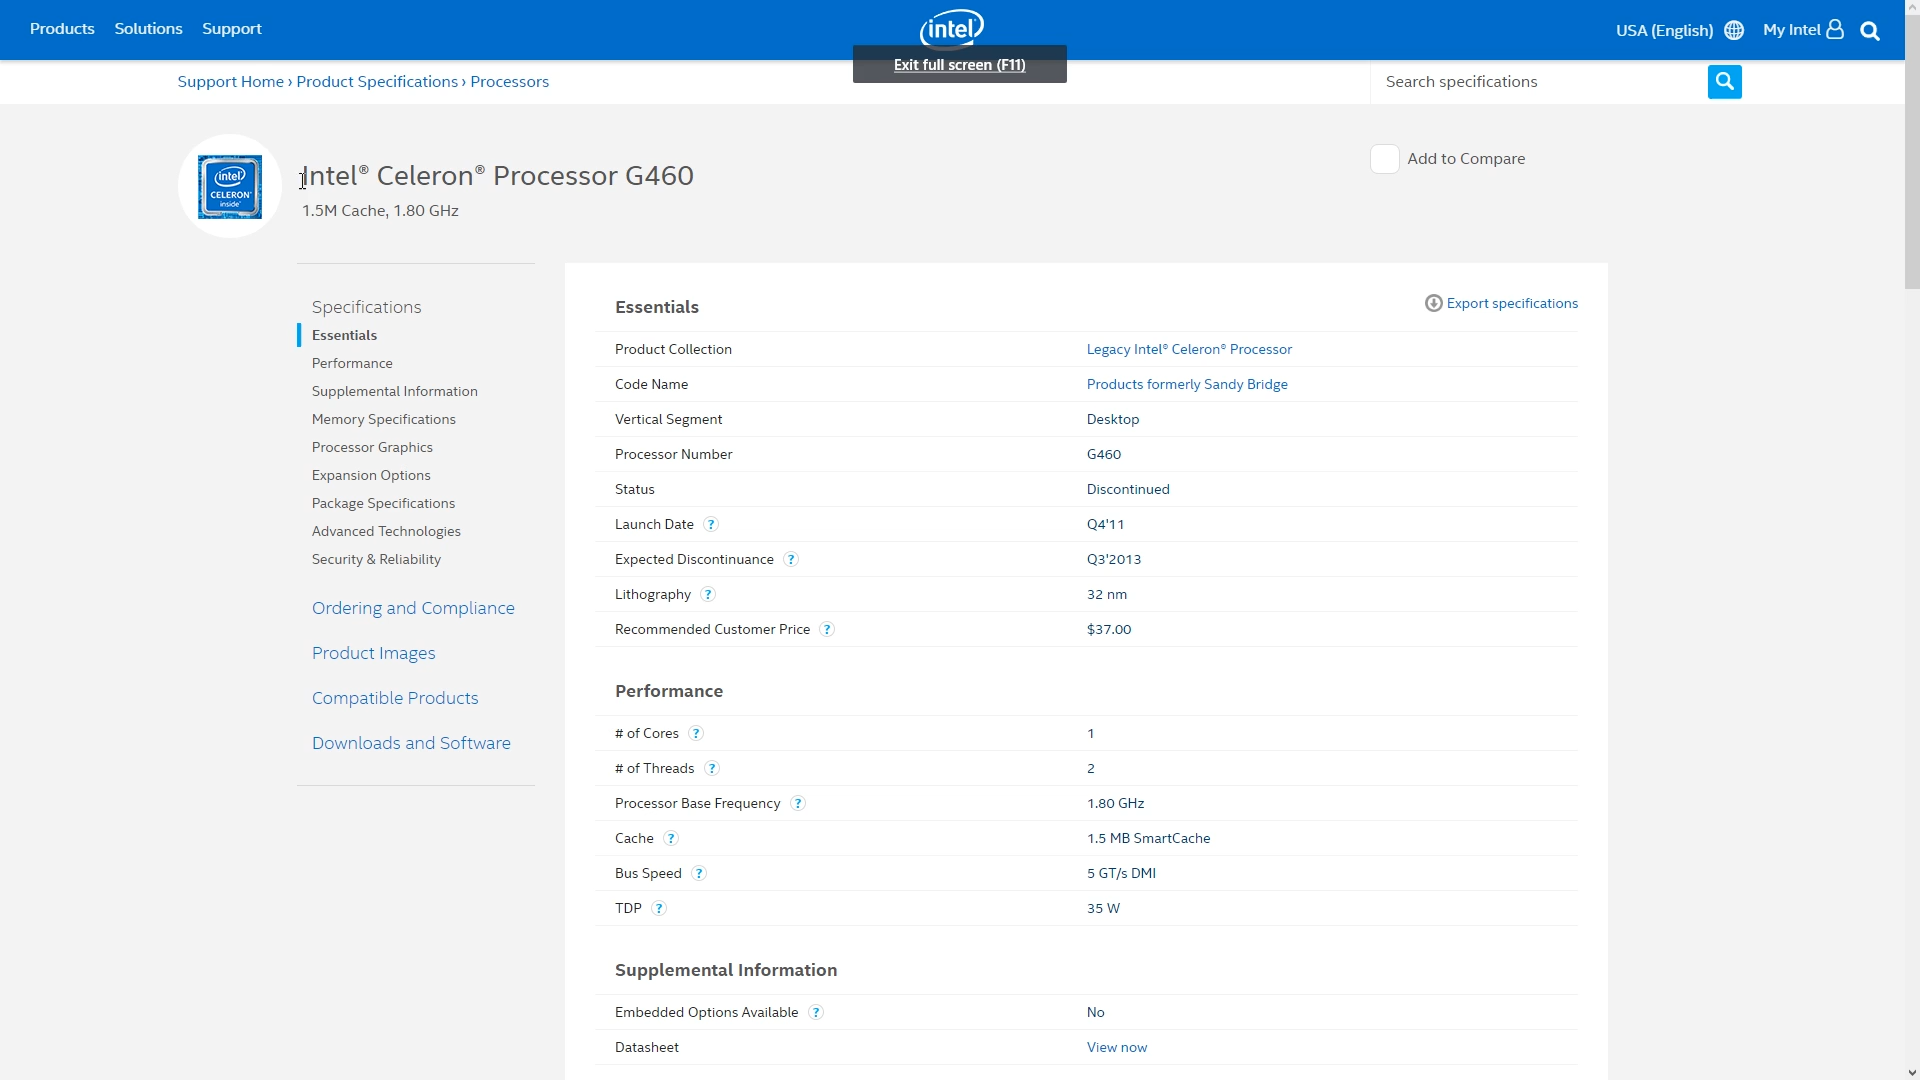 Products Solutions Support
intel
USA (English) My Intel
Exit full screen (F11)
Support Home › Product Specifications › Processors
Search specifications
intel
CELERON®
inside™
Intel® Celeron® Processor G460
1.5M Cache, 1.80 GHz
Add to Compare
Specifications
Essentials
Performance
Supplemental Information
Memory Specifications
Processor Graphics
Expansion Options
Package Specifications
Advanced Technologies
Security & Reliability
Ordering and Compliance
Product Images
Compatible Products
Downloads and Software
Essentials
Export specifications
Product Collection Legacy Intel® Celeron® Processor
Code Name Products formerly Sandy Bridge
Vertical Segment Desktop
Processor Number G460
Status Discontinued
Launch Date ? Q4'11
Expected Discontinuance ? Q3'2013
Lithography ? 32 nm
Recommended Customer Price ? $37.00
Performance
# of Cores ? 1
# of Threads ? 2
Processor Base Frequency ? 1.80 GHz
Cache ? 1.5 MB SmartCache
Bus Speed ? 5 GT/s DMI
TDP ? 35 W
Supplemental Information
Embedded Options Available ? No
Datasheet View now